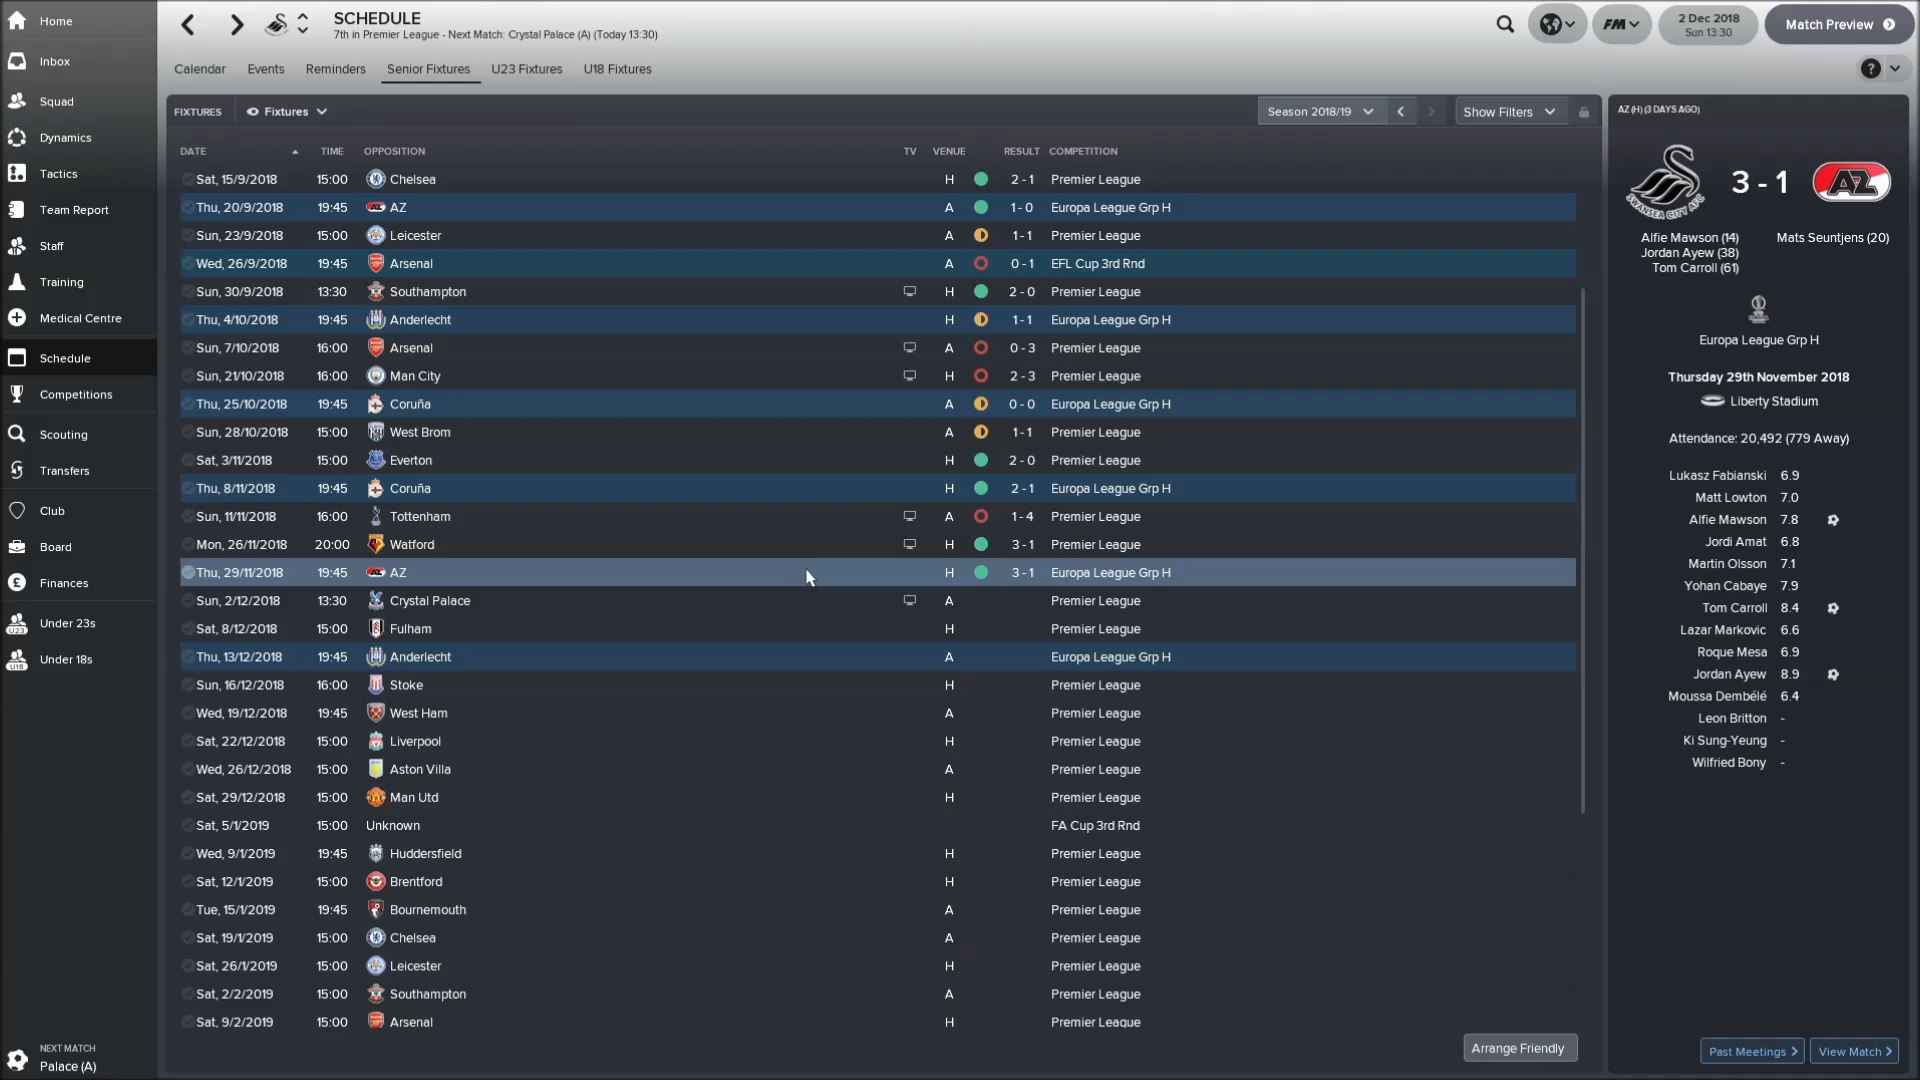 Home
Inbox
Squad
Dynamics
Tactics
Team Report
Staff
Training
Medical Centre
Schedule
Competitions
Scouting
Transfers
Club
Board
Finances
U23 Under 23s
U18 Under 18s
NEXT MATCH
Palace (A)
SCHEDULE
7th in Premier League - Next Match: Crystal Palace (A) (Today 13:30)
FM
2 Dec 2018
Sun 13:30
Match Preview
Calendar Events Reminders Senior Fixtures U23 Fixtures U18 Fixtures
?
FIXTURES Fixtures Season 2018/19 Show Filters
DATE TIME OPPOSITION TV VENUE RESULT COMPETITION
Sat, 15/9/2018 15:00 Chelsea H 2 - 1 Premier League
Thu, 20/9/2018 19:45 AZ A 1 - 0 Europa League Grp H
Sun, 23/9/2018 15:00 Leicester A 1 - 1 Premier League
Wed, 26/9/2018 19:45 Arsenal A 0 - 1 EFL Cup 3rd Rnd
Sun, 30/9/2018 13:30 Southampton H 2 - 0 Premier League
Thu, 4/10/2018 19:45 Anderlecht H 1 - 1 Europa League Grp H
Sun, 7/10/2018 16:00 Arsenal A 0 - 3 Premier League
Sun, 21/10/2018 16:00 Man City H 2 - 3 Premier League
Thu, 25/10/2018 19:45 Coruña A 0 - 0 Europa League Grp H
Sun, 28/10/2018 15:00 West Brom A 1 - 1 Premier League
Sat, 3/11/2018 15:00 Everton H 2 - 0 Premier League
Thu, 8/11/2018 19:45 Coruña H 2 - 1 Europa League Grp H
Sun, 11/11/2018 16:00 Tottenham A 1 - 4 Premier League
Mon, 26/11/2018 20:00 Watford H 3 - 1 Premier League
Thu, 29/11/2018 19:45 AZ H 3 - 1 Europa League Grp H
Sun, 2/12/2018 13:30 Crystal Palace A Premier League
Sat, 8/12/2018 15:00 Fulham H Premier League
Thu, 13/12/2018 19:45 Anderlecht A Europa League Grp H
Sun, 16/12/2018 16:00 Stoke H Premier League
Wed, 19/12/2018 19:45 West Ham A Premier League
Sat, 22/12/2018 15:00 Liverpool H Premier League
Wed, 26/12/2018 15:00 Aston Villa A Premier League
Sat, 29/12/2018 15:00 Man Utd H Premier League
Sat, 5/1/2019 15:00 Unknown FA Cup 3rd Rnd
Wed, 9/1/2019 19:45 Huddersfield H Premier League
Sat, 12/1/2019 15:00 Brentford H Premier League
Tue, 15/1/2019 19:45 Bournemouth A Premier League
Sat, 19/1/2019 15:00 Chelsea A Premier League
Sat, 26/1/2019 15:00 Leicester H Premier League
Sat, 2/2/2019 15:00 Southampton A Premier League
Sat, 9/2/2019 15:00 Arsenal H Premier League
Arrange Friendly
AZ (H) (3 DAYS AGO)
SWANSEA CITY AFC 3 - 1 AZ
Alfie Mawson (14) Mats Seuntjens (20)
Jordan Ayew (38)
Tom Carroll (61)
Europa League Grp H
Thursday 29th November 2018
Liberty Stadium
Attendance: 20,492 (779 Away)
Lukasz Fabianski 6.9
Matt Lowton 7.0
Alfie Mawson 7.8
Jordi Amat 6.8
Martin Olsson 7.1
Yohan Cabaye 7.9
Tom Carroll 8.4
Lazar Markovic 6.6
Roque Mesa 6.9
Jordan Ayew 8.9
Moussa Dembélé 6.4
Leon Britton -
Ki Sung-Yeung -
Wilfried Bony -
Past Meetings View Match